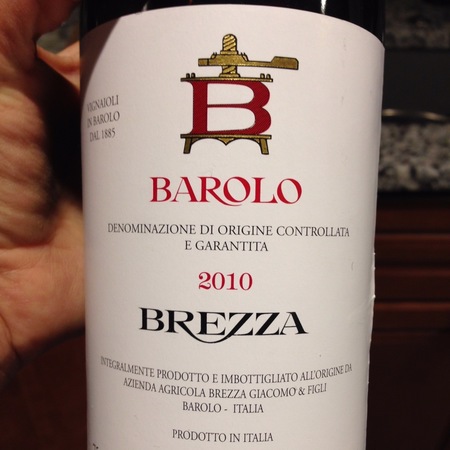 B
VIGNAIOLI
IN BAROLO
DAL 1885
BAROLO
DENOMINAZIONE DI ORIGINE CONTROLLATA
E GARANTITA
2010
BREZZA
INTEGRALMENTE PRODOTTO E IMBOTTIGLIATO ALL'ORIGINE DA
AZIENDA AGRICOLA BREZZA GIACOMO & FIGLI
BAROLO - ITALIA
PRODOTTO IN ITALIA